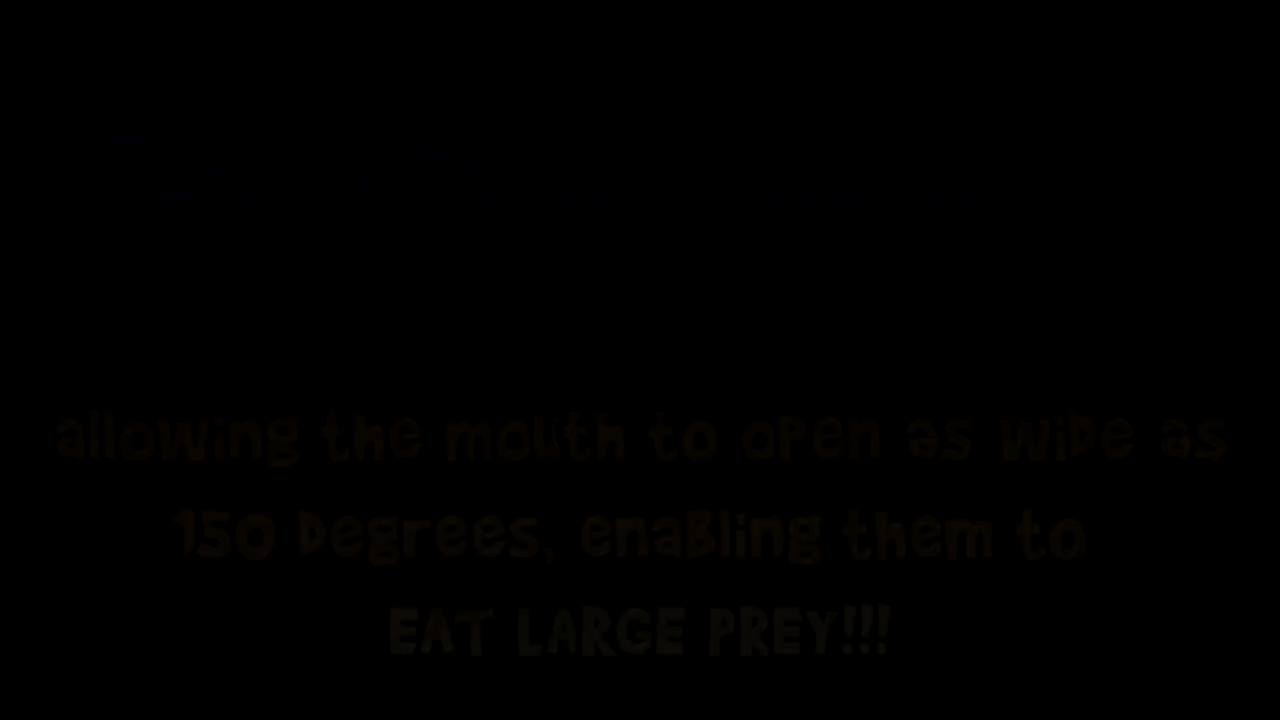 allowing the mouth to open as wide as
150 Degrees, enabling them to
EAT LARGE PREY!!!